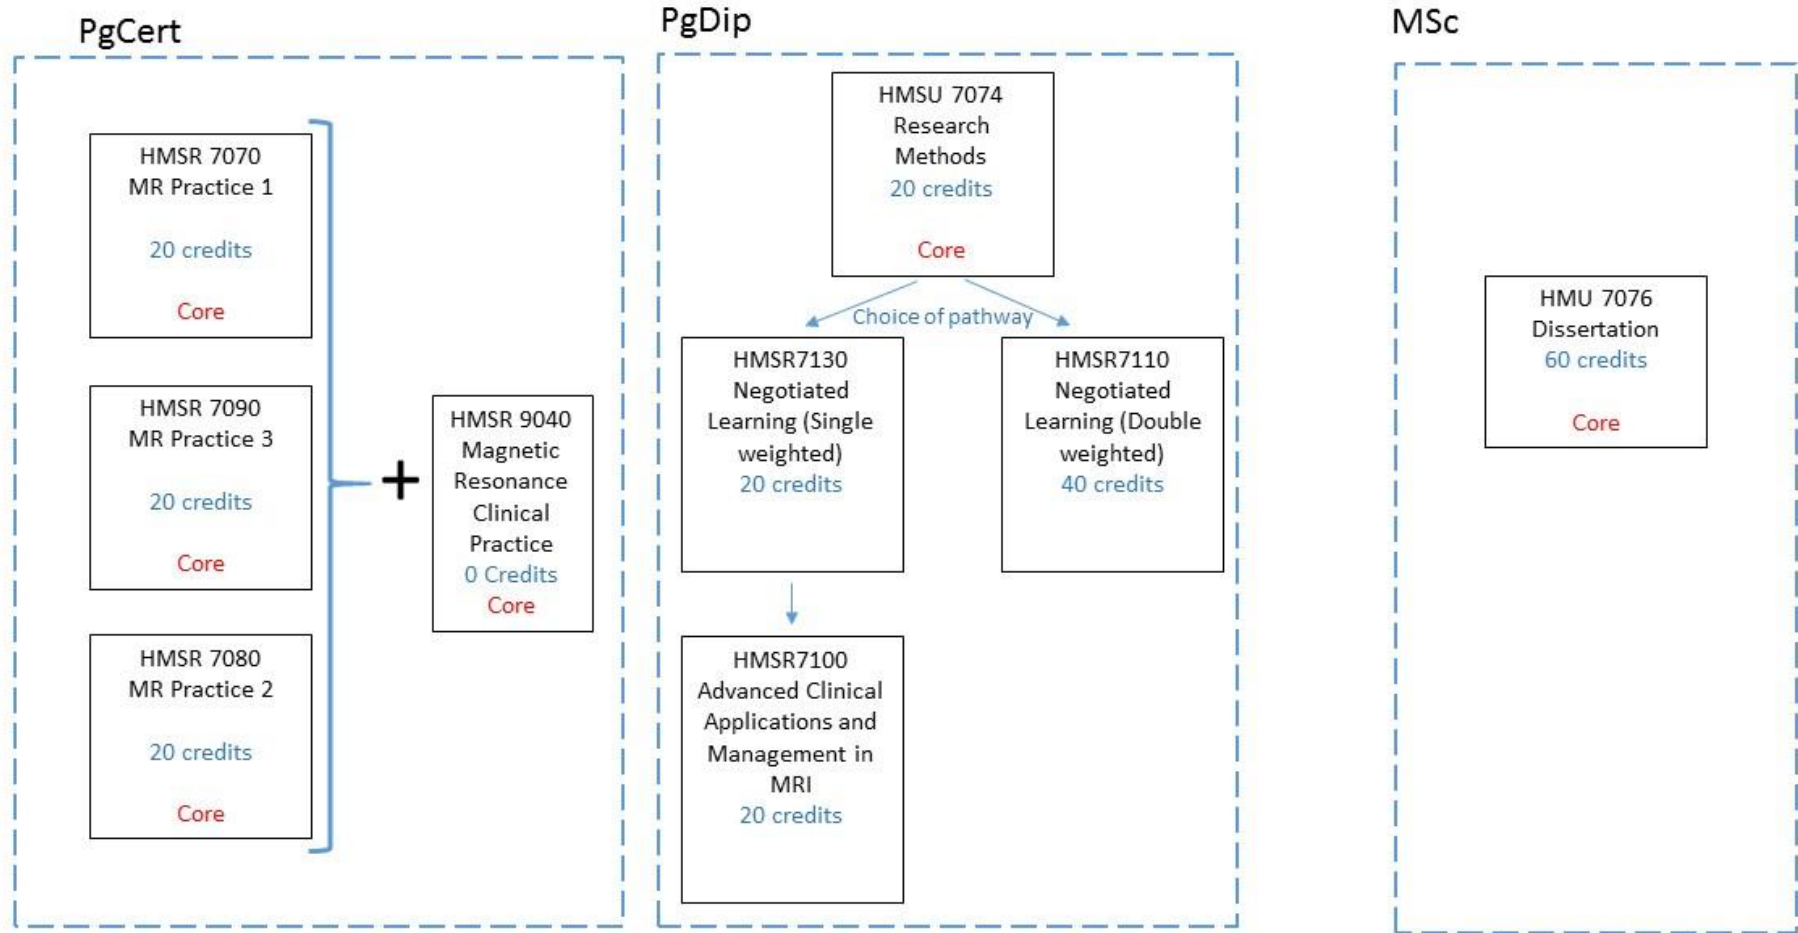 PgCert
HMSR 7070
MR Practice 1
20 credits
Core
HMSR 7090
MR Practice 3
20 credits
Core
HMSR 7080
MR Practice 2
20 credits
Core
+
HMSR 9040
Magnetic
Resonance
Clinical
Practice
0 Credits
Core
PgDip
HMSU 7074
Research
Methods
20 credits
Core
Choice of pathway
HMSR7130
Negotiated
Learning (Single
weighted)
20 credits
HMSR7110
Negotiated
Learning (Double
weighted)
40 credits
HMSR7100
Advanced Clinical
Applications and
Management in
MRI
20 credits
MSc
HMU 7076
Dissertation
60 credits
Core